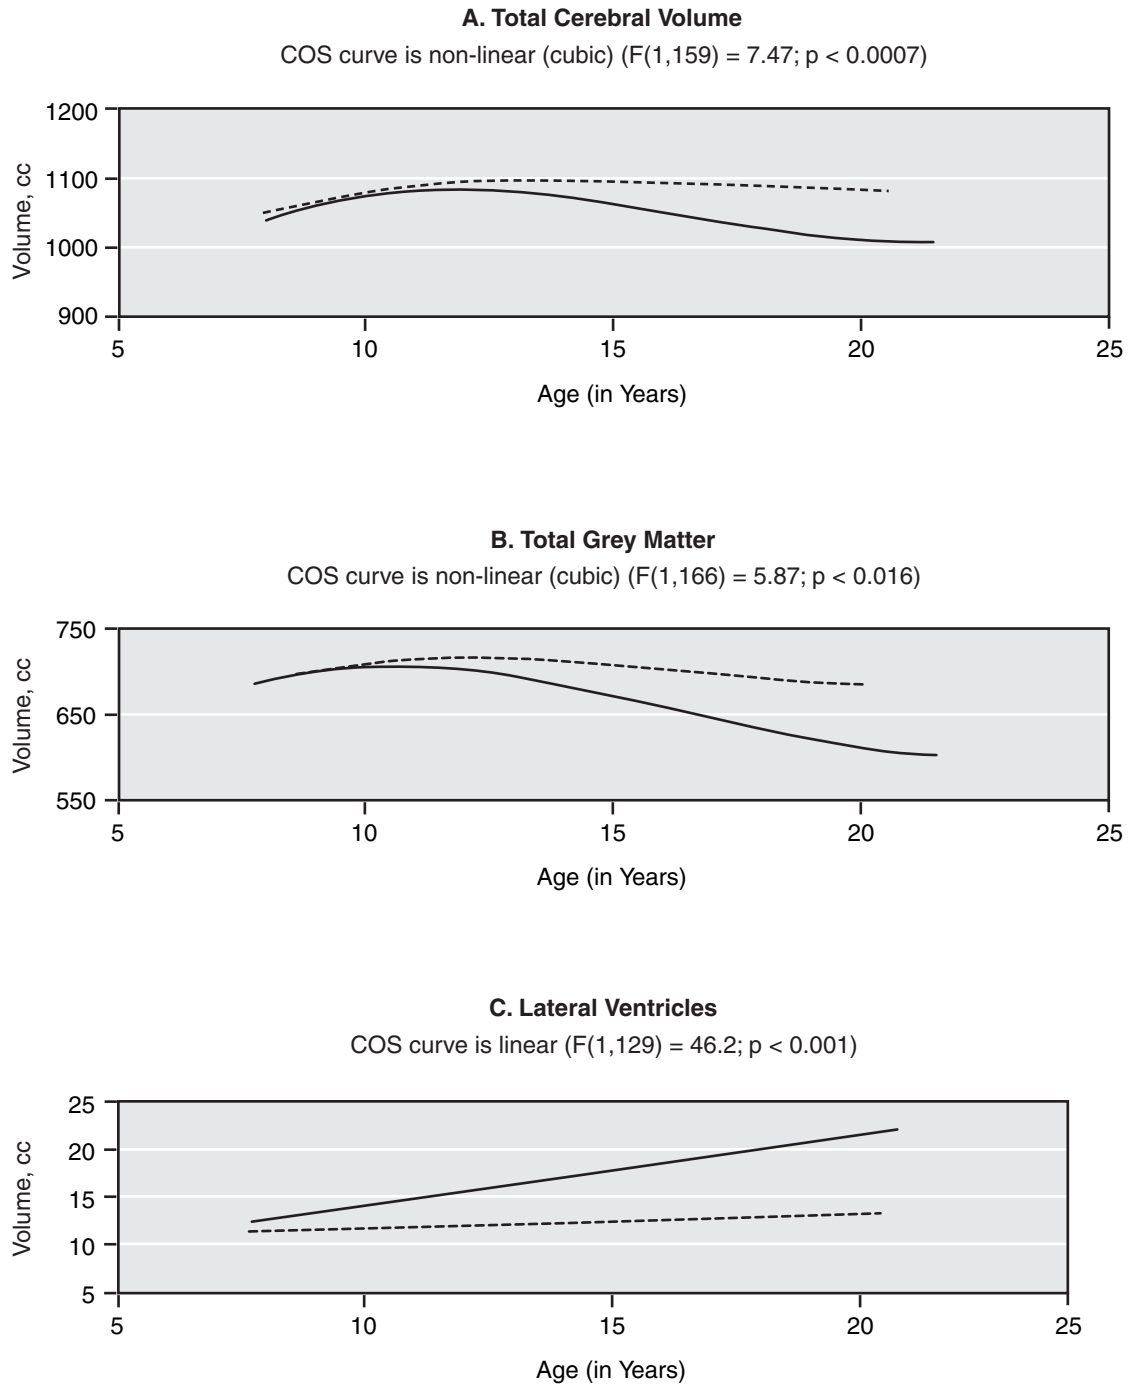 A. Total Cerebral Volume
COS curve is non-linear (cubic) (F(1,159) = 7.47; p < 0.0007)
1200
1100
1000
900
Volume, cc
5 10 15 20 25
Age (in Years)
B. Total Grey Matter
COS curve is non-linear (cubic) (F(1,166) = 5.87; p < 0.016)
750
650
550
Volume, cc
5 10 15 20 25
Age (in Years)
C. Lateral Ventricles
COS curve is linear (F(1,129) = 46.2; p < 0.001)
25
20
15
10
5
Volume, cc
5 10 15 20 25
Age (in Years)